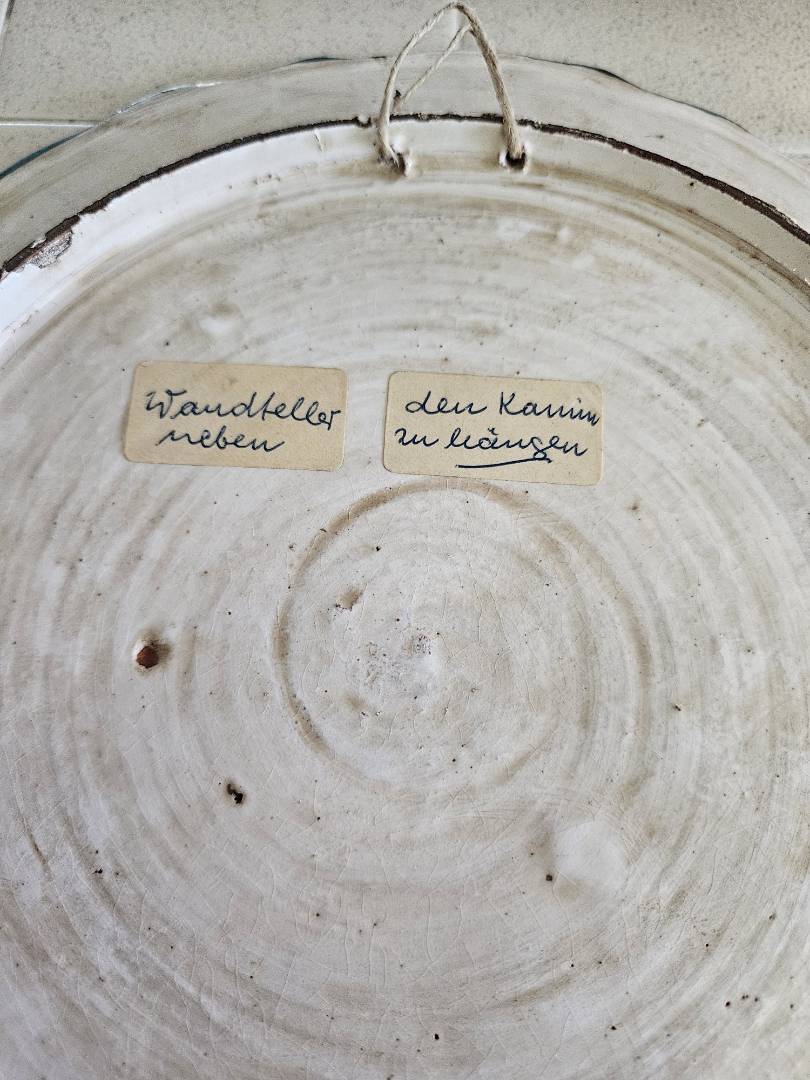 Wandteller
neben
den Kamin
zu hängen